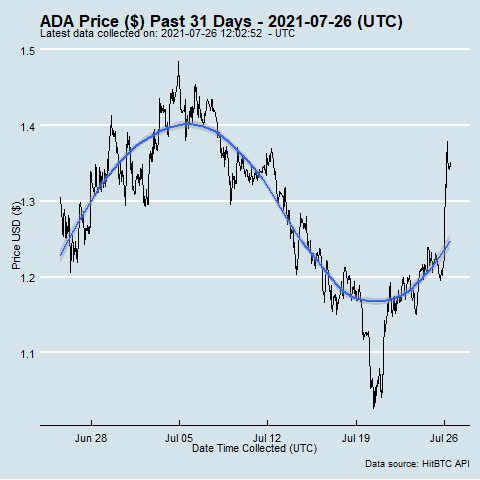 ADA Price ($) Past 31 Days - 2021-07-26 (UTC)
Latest data collected on: 2021-07-26 12:02:52  - UTC
1.5
1.4
1.3
1.2
1.1
Price USD ($)
Jun 28 Jul 05 Jul 12 Jul 19 Jul 26
Date Time Collected (UTC)
Data source: HitBTC API